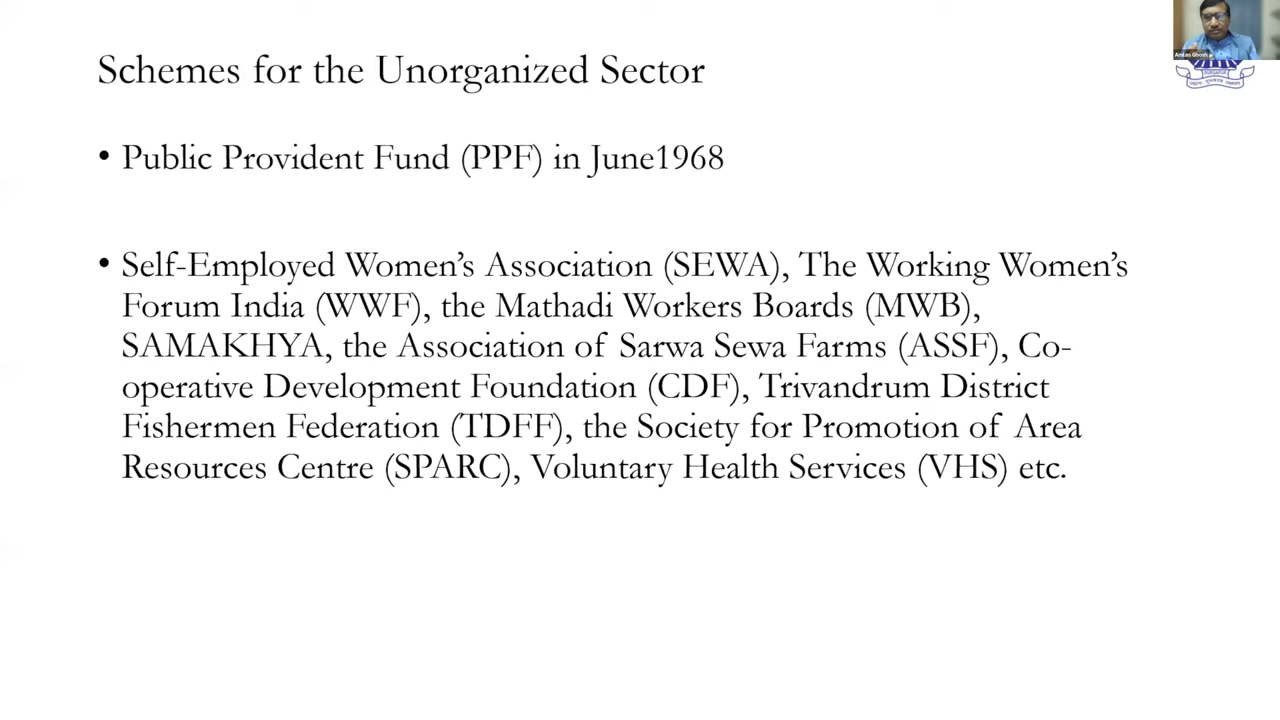 Schemes for the Unorganized Sector
• Public Provident Fund (PPF) in June1968
• Self-Employed Women's Association (SEWA), The Working Women's
Forum India (WWF), the Mathadi Workers Boards (MWB),
SAMAKHYA, the Association of Sarwa Sewa Farms (ASSF), Co-
operative Development Foundation (CDF), Trivandrum District
Fishermen Federation (TDFF), the Society for Promotion of Area
Resources Centre (SPARC), Voluntary Health Services (VHS) etc.
Ghosh
DURGAPUR